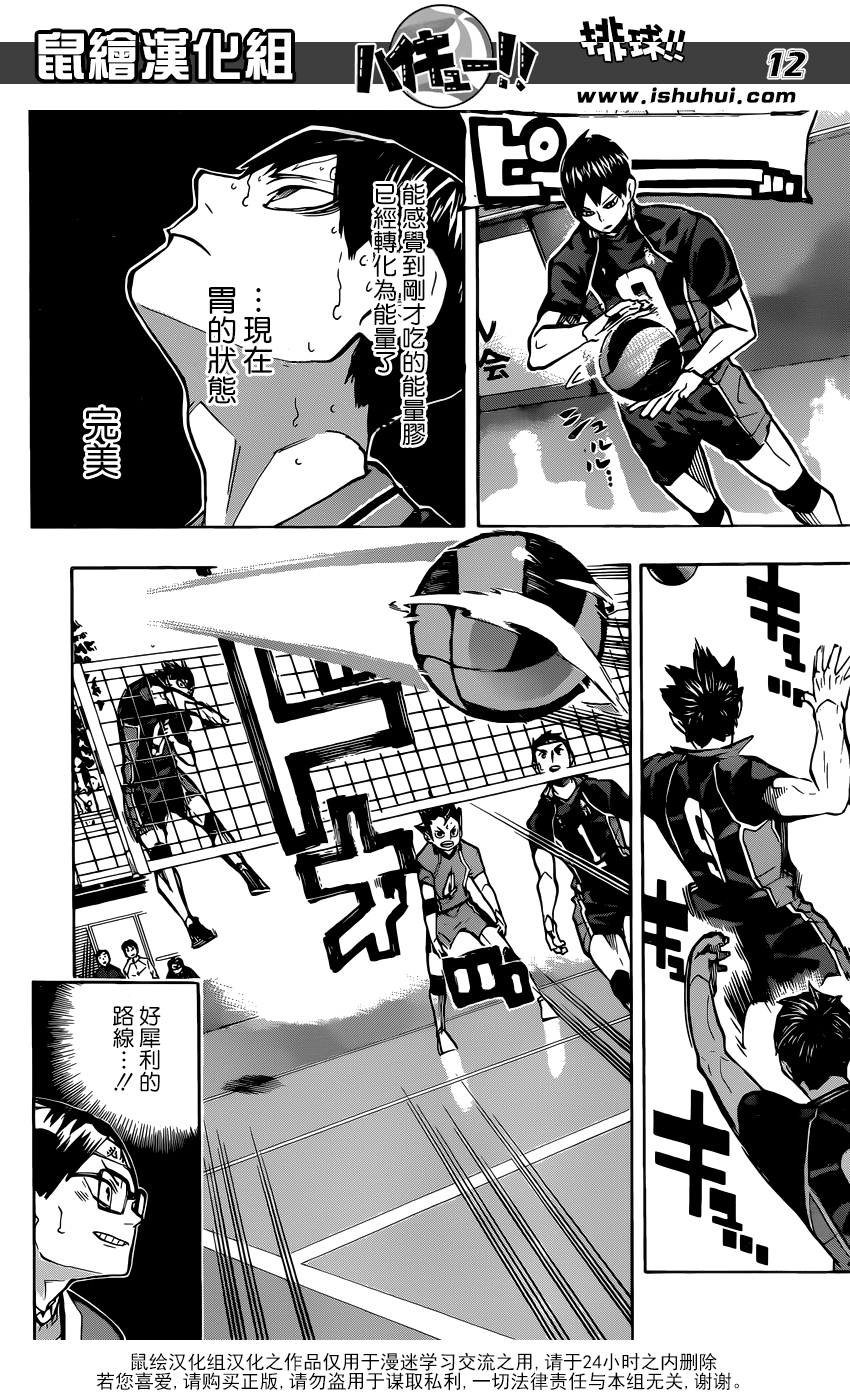 鼠繪漢化組
ハイキュー!!
排球!!
12
www.ishuhui.com
ピー
能感覺到剛才吃的能量膠
已經轉化為能量了
…現在
胃的狀態
完美
シュルル…
会
キュッ
キュッ
キュッ…
9
4
1
好犀利的
路線…!!
鼠绘汉化组汉化之作品仅用于漫迷学习交流之用,请于24小时之内删除
若您喜爱,请购买正版,请勿盗用于谋取私利,一切法律责任与本组无关,谢谢。